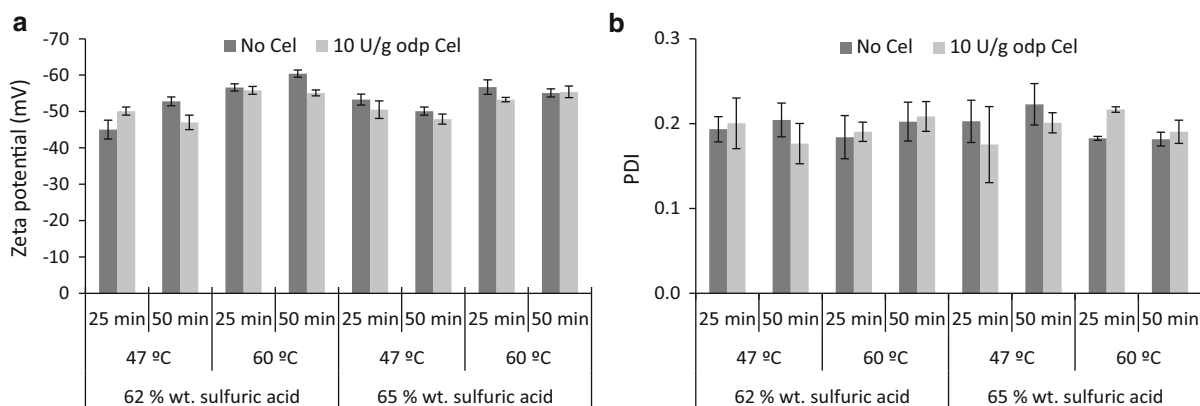 a
Zeta potential (mV)
No Cel 10 U/g odp Cel
-70
-60
-50
-40
-30
-20
-10
0
25 min 50 min 25 min 50 min 25 min 50 min 25 min 50 min
47 ºC 60 ºC 47 ºC 60 ºC
62 % wt. sulfuric acid 65 % wt. sulfuric acid
b
PDI
No Cel 10 U/g odp Cel
0.3
0.2
0.1
0.0
25 min 50 min 25 min 50 min 25 min 50 min 25 min 50 min
47 ºC 60 ºC 47 ºC 60 ºC
62 % wt. sulfuric acid 65 % wt. sulfuric acid